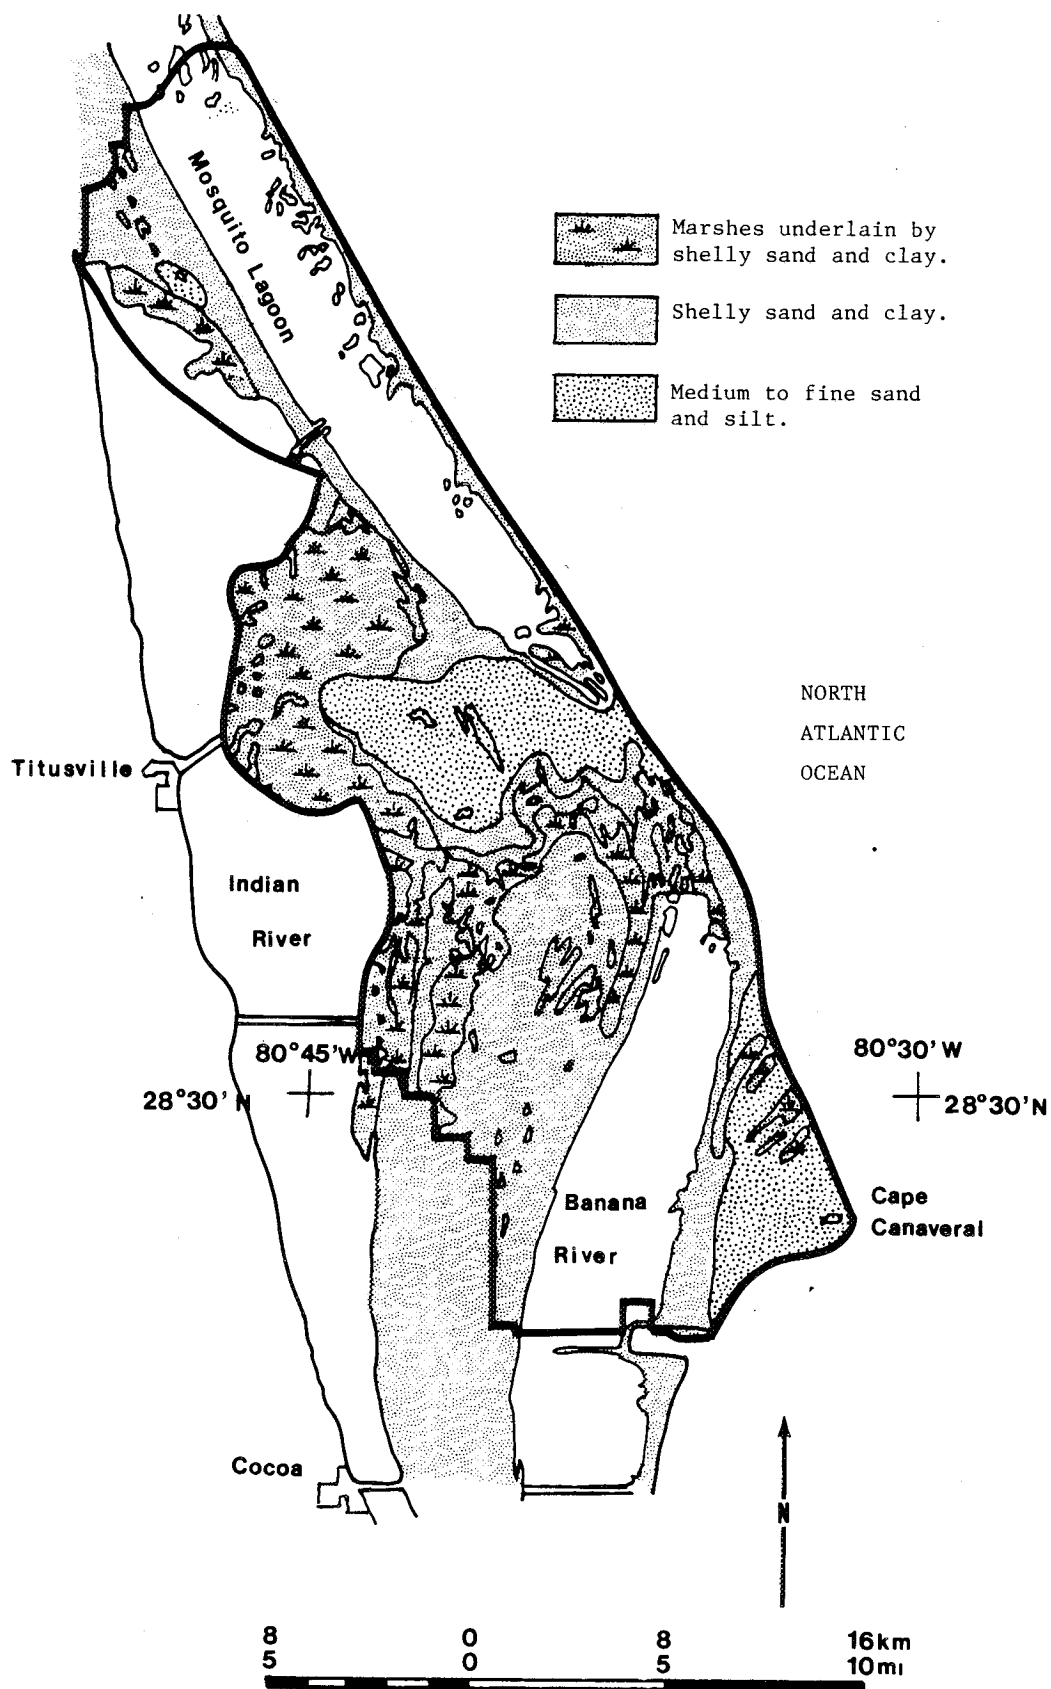 Mosquito Lagoon
Marshes underlain by
shelly sand and clay.
Shelly sand and clay.
Medium to fine sand
and silt.
NORTH
ATLANTIC
OCEAN
Titusville
Indian
River
80°45'W
28°30' N
80°30' W
28°30'N
Banana
River
Cape
Canaveral
Cocoa
N
8 0 8 16km
5 0 5 10mi